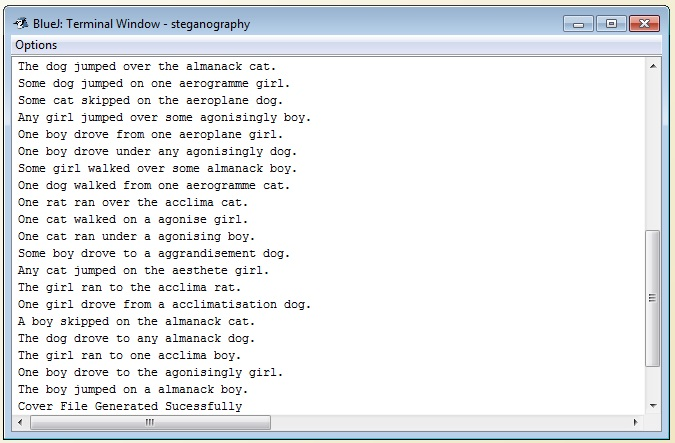 BlueJ: Terminal Window - steganography
Options
The dog jumped over the almanack cat.
Some dog jumped on one aerogramme girl.
Some cat skipped on the aeroplane dog.
Any girl jumped over some agonisingly boy.
One boy drove from one aeroplane girl.
One boy drove under any agonisingly dog.
Some girl walked over some almanack boy.
One dog walked from one aerogramme cat.
One rat ran over the acclima cat.
One cat walked on a agonise girl.
One cat ran under a agonising boy.
Some boy drove to a aggrandisement dog.
Any cat jumped on the aesthete girl.
The girl ran to the acclima rat.
One girl drove from a acclimatisation dog.
A boy skipped on the almanack cat.
The dog drove to any almanack dog.
The girl ran to one acclima boy.
One boy drove to the agonisingly girl.
The boy jumped on a almanack boy.
Cover File Generated Sucessfully